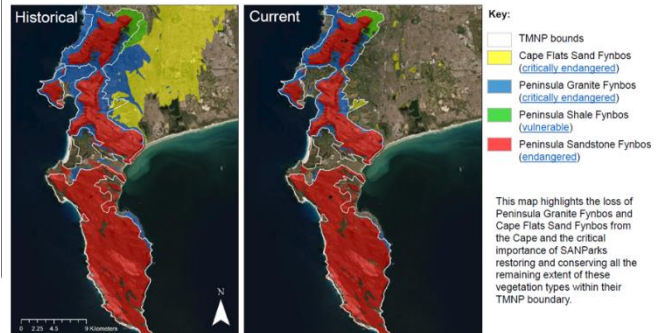 Historical
Current
0 2.25 4.5 9 Kilometers
N
Key:
TMNP bounds
Cape Flats Sand Fynbos
(critically endangered)
Peninsula Granite Fynbos
(critically endangered)
Peninsula Shale Fynbos
(vulnerable)
Peninsula Sandstone Fynbos
(endangered)
This map highlights the loss of
Peninsula Granite Fynbos and
Cape Flats Sand Fynbos from
the Cape and the critical
importance of SANParks
restoring and conserving all the
remaining extent of these
vegetation types within their
TMNP boundary.